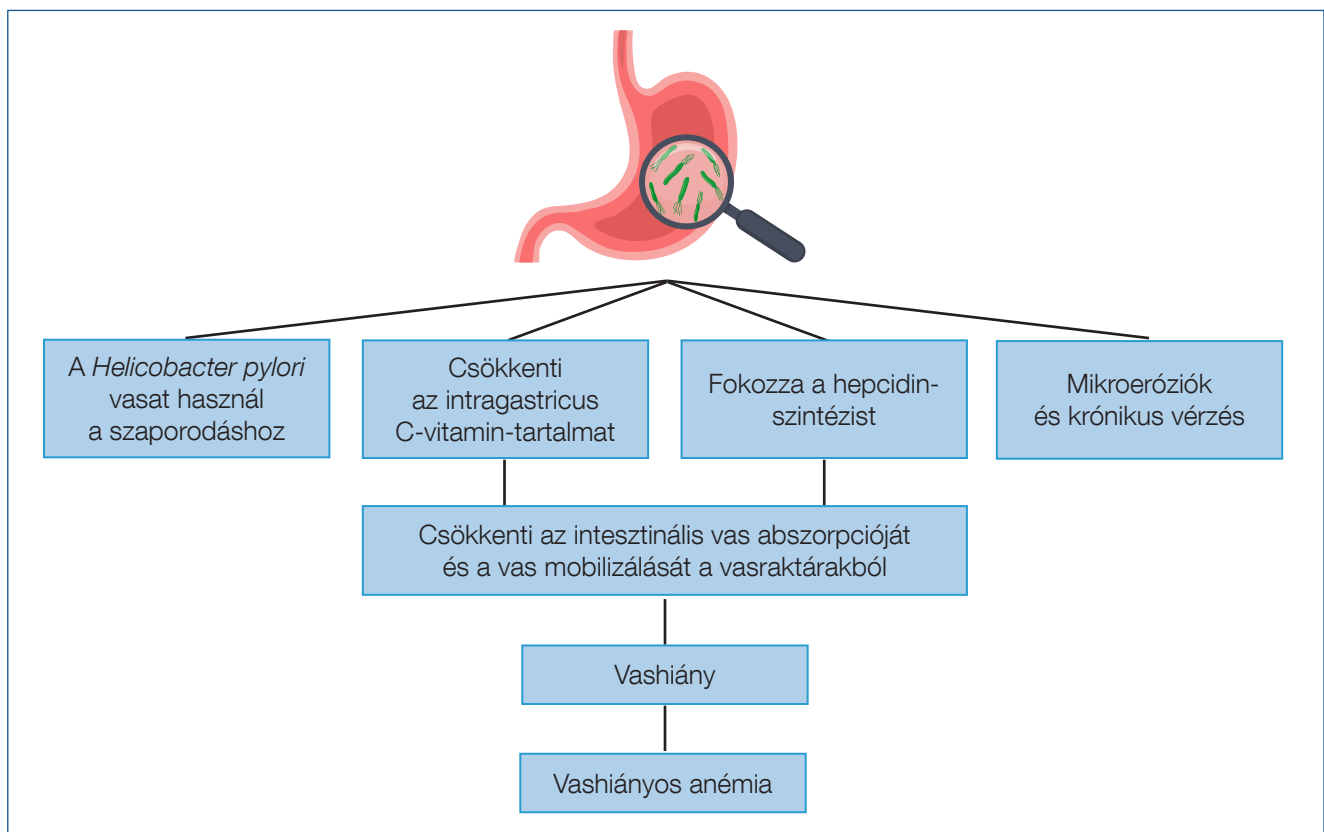 A Helicobacter pylori
vasat használ
a szaporodáshoz
Csökkenti
az intragastricus
C-vitamin-tartalmat
Fokozza a hepcidin-
szintézist
Mikroeróziók
és krónikus vérzés
Csökkenti az intesztinális vas abszorpcióját
és a vas mobilizálását a vasraktárakból
Vashiány
Vashiányos anémia